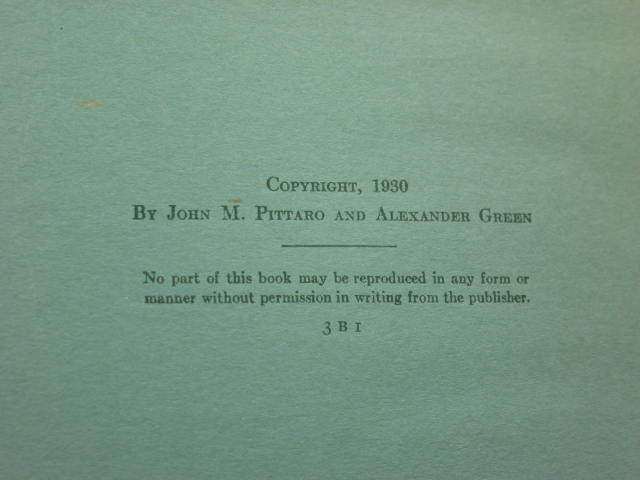 Copyright, 1930
By John M. Pittaro and Alexander Green
No part of this book may be reproduced in any form or
manner without permission in writing from the publisher.
3 B 1